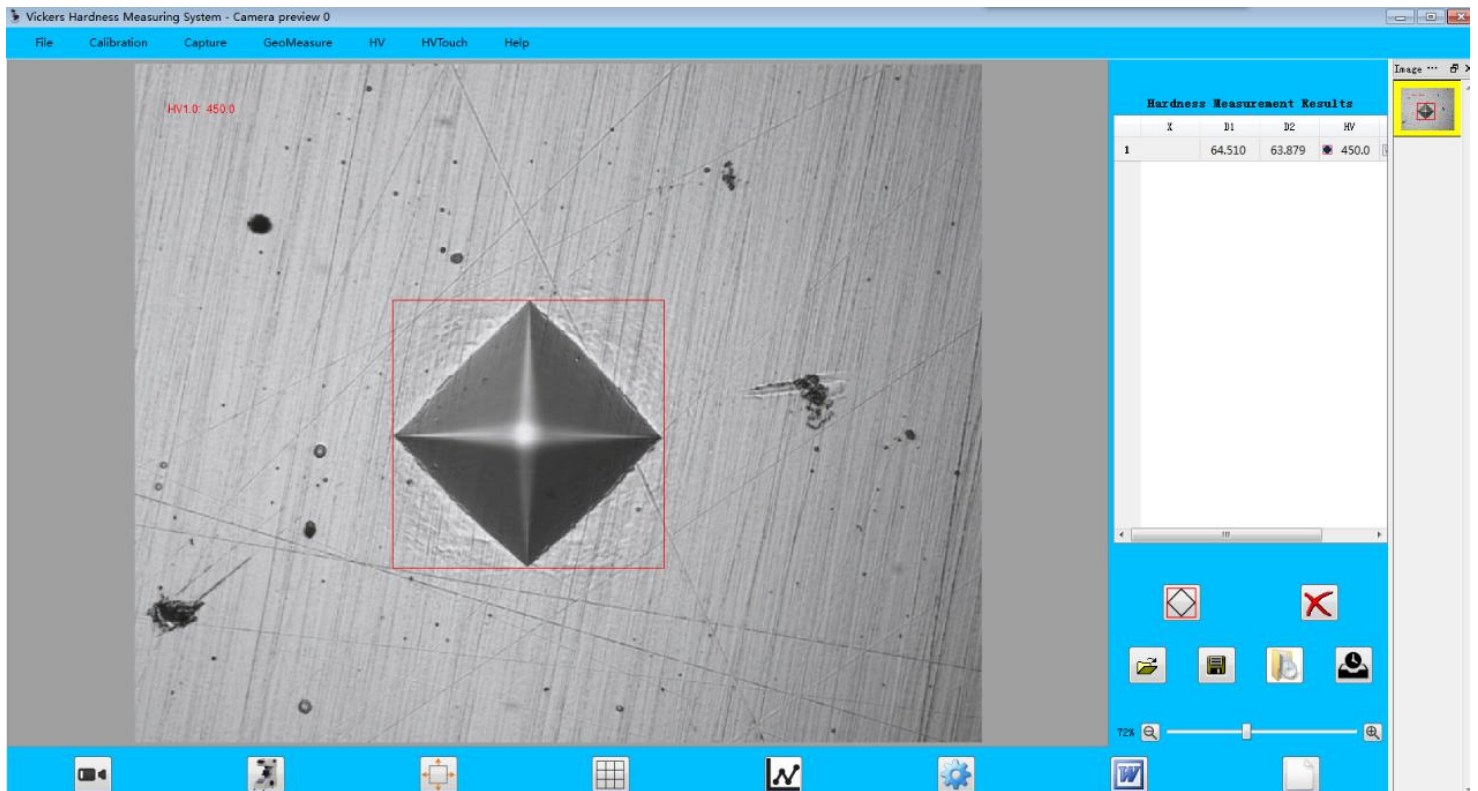 Vickers Hardness Measuring System - Camera preview 0
File Calibration Capture GeoMeasure HV HVTouch Help
Image ...
HV1.0: 450.0
Hardness Measurement Results
X D1 D2 HV
1 64.510 63.879 450.0
72%
W